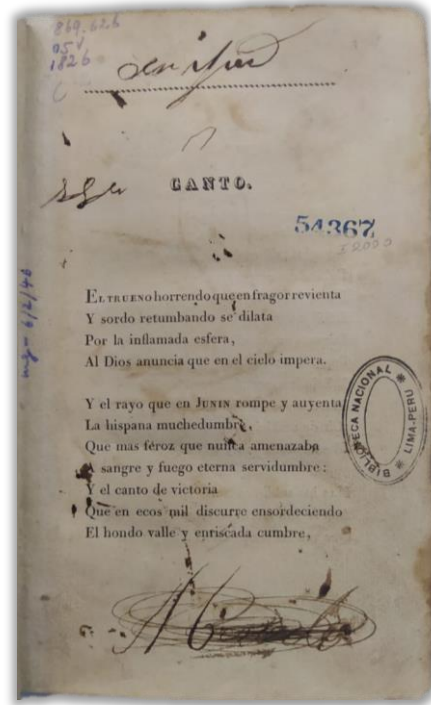 869.62.6
1826
CANTO.
54367
EL TRUENO horrendo que en fragor revienta
Y sordo retumbando se dilata
Por la inflamada esfera,
Al Dios anuncia que en el cielo impera.
Y el rayo que en JUNIN rompe y auyenta
La hispana muchedumbre,
Que mas feroz que nunca amenazaba
A sangre y fuego eterna servidumbre:
Y el canto de victoria
Que en ecos mil discurre ensordeciendo
El hondo valle y enriscada cumbre,
BIBLIOTECA NACIONAL
LIMA-PERU